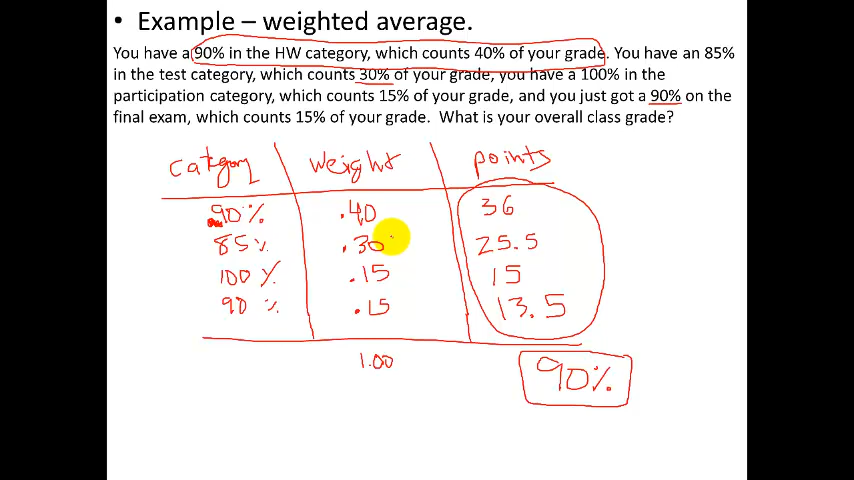 • Example – weighted average.
You have a 90% in the HW category, which counts 40% of your grade. You have an 85%
in the test category, which counts 30% of your grade, you have a 100% in the
participation category, which counts 15% of your grade, and you just got a 90% on the
final exam, which counts 15% of your grade.  What is your overall class grade?
category weight points
90% .40 36
85% .30 25.5
100% .15 15
90% .15 13.5
1.00
90%